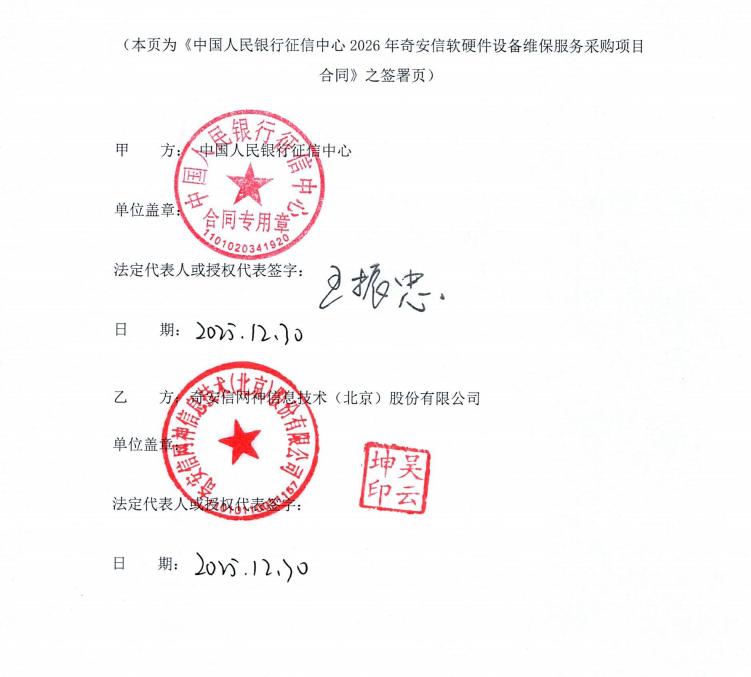 （本页为《中国人民银行征信中心 2026 年奇安信软硬件设备维保服务采购项目
合同》之签署页）
甲 方：中国人民银行征信中心
中国人民银行征信中心
合同专用章
1101020341920
单位盖章：
法定代表人或授权代表签字：
王振忠.
日 期：2025.12.30
乙 方：奇安信网神信息技术（北京）股份有限公司
奇安信网神信息技术(北京)股份有限公司
单位盖章：
吴云坤印
法定代表人或授权代表签字：
日 期：2025.12.30